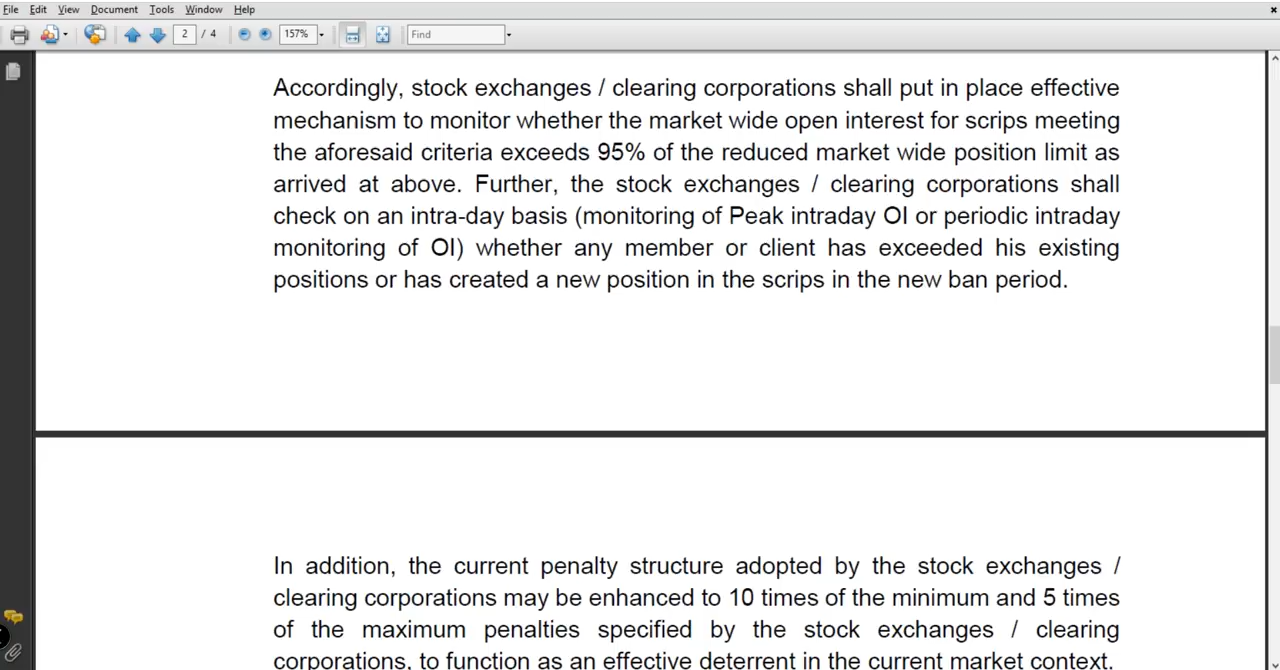 File Edit View Document Tools Window Help
2 / 4 157% Find
Accordingly, stock exchanges / clearing corporations shall put in place effective
mechanism to monitor whether the market wide open interest for scrips meeting
the aforesaid criteria exceeds 95% of the reduced market wide position limit as
arrived at above. Further, the stock exchanges / clearing corporations shall
check on an intra-day basis (monitoring of Peak intraday OI or periodic intraday
monitoring of OI) whether any member or client has exceeded his existing
positions or has created a new position in the scrips in the new ban period.
In addition, the current penalty structure adopted by the stock exchanges /
clearing corporations may be enhanced to 10 times of the minimum and 5 times
of the maximum penalties specified by the stock exchanges / clearing
corporations, to function as an effective deterrent in the current market context.